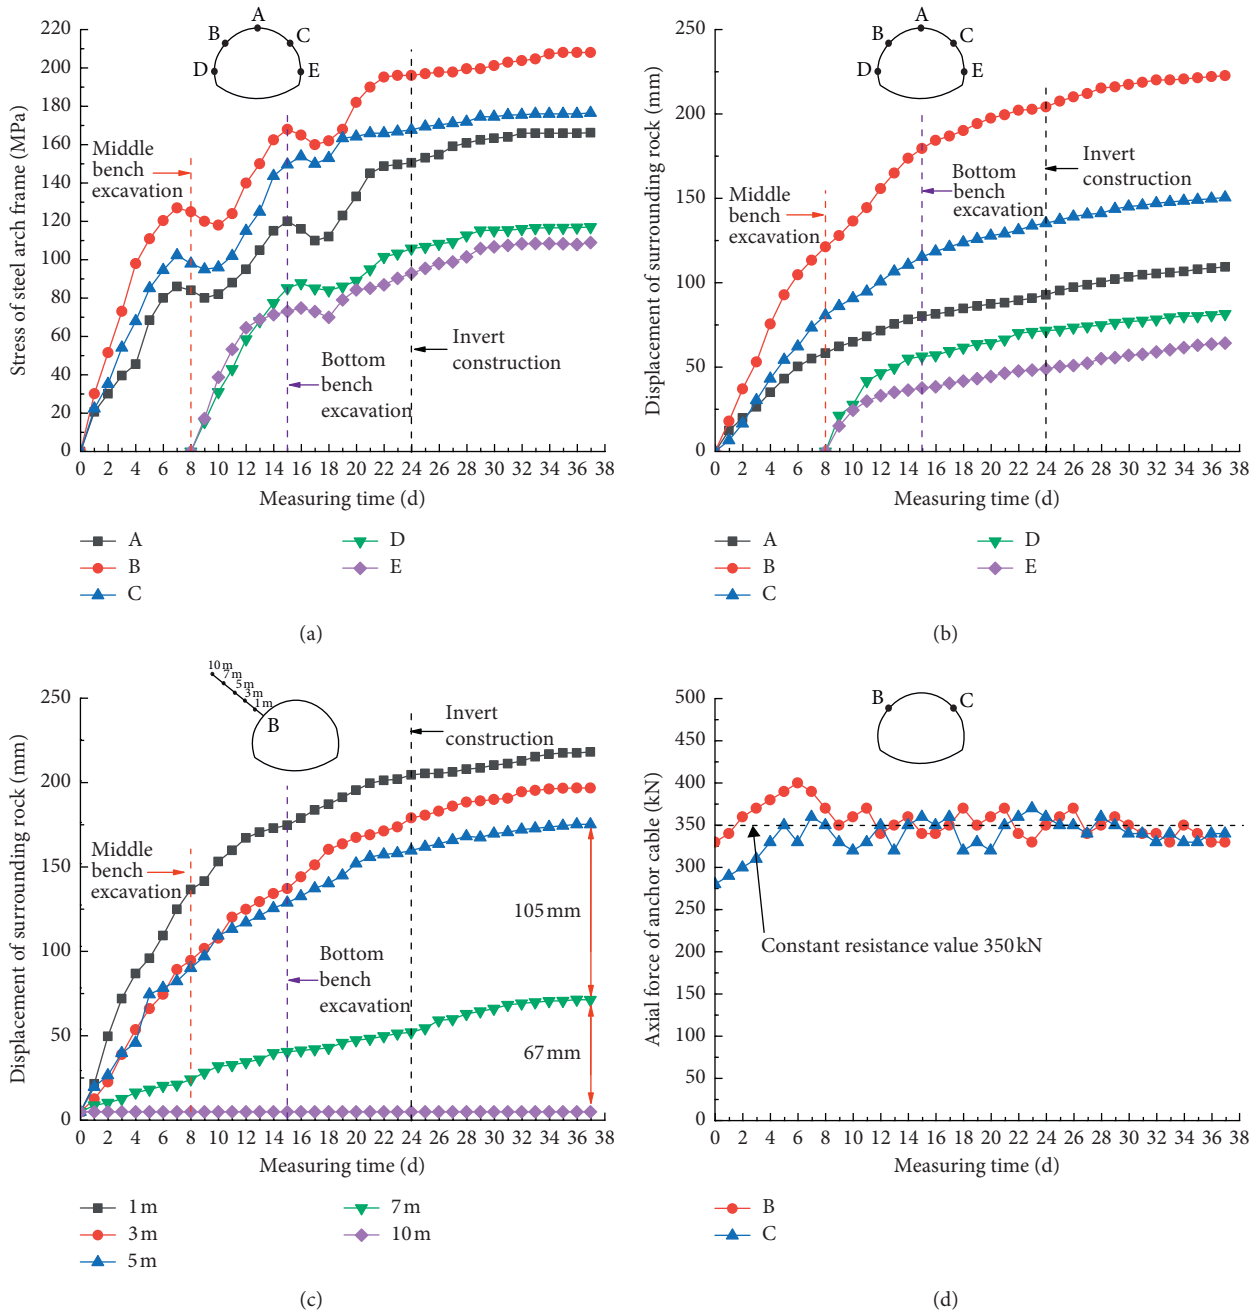 A
B
C
D
E
Middle
bench
excavation
Bottom
bench
excavation
Invert
construction
Stress of steel arch frame (MPa)
220
200
180
160
140
120
100
80
60
40
20
0
0 2 4 6 8 10 12 14 16 18 20 22 24 26 28 30 32 34 36 38
Measuring time (d)
A
B
C
D
E
(a)
A
B
C
D
E
Middle
bench
excavation
Bottom
bench
excavation
Invert
construction
Displacement of surrounding rock (mm)
250
200
150
100
50
0
0 2 4 6 8 10 12 14 16 18 20 22 24 26 28 30 32 34 36 38
Measuring time (d)
A
B
C
D
E
(b)
10 m
7 m
5 m
3 m
1 m
B
Middle
bench
excavation
Bottom
bench
excavation
Invert
construction
105 mm
67 mm
Displacement of surrounding rock (mm)
250
200
150
100
50
0
0 2 4 6 8 10 12 14 16 18 20 22 24 26 28 30 32 34 36 38
Measuring time (d)
1 m
3 m
5 m
7 m
10 m
(c)
B
C
Constant resistance value 350 kN
Axial force of anchor cable (kN)
500
450
400
350
300
250
200
150
100
50
0
0 2 4 6 8 10 12 14 16 18 20 22 24 26 28 30 32 34 36 38
Measuring time (d)
B
C
(d)